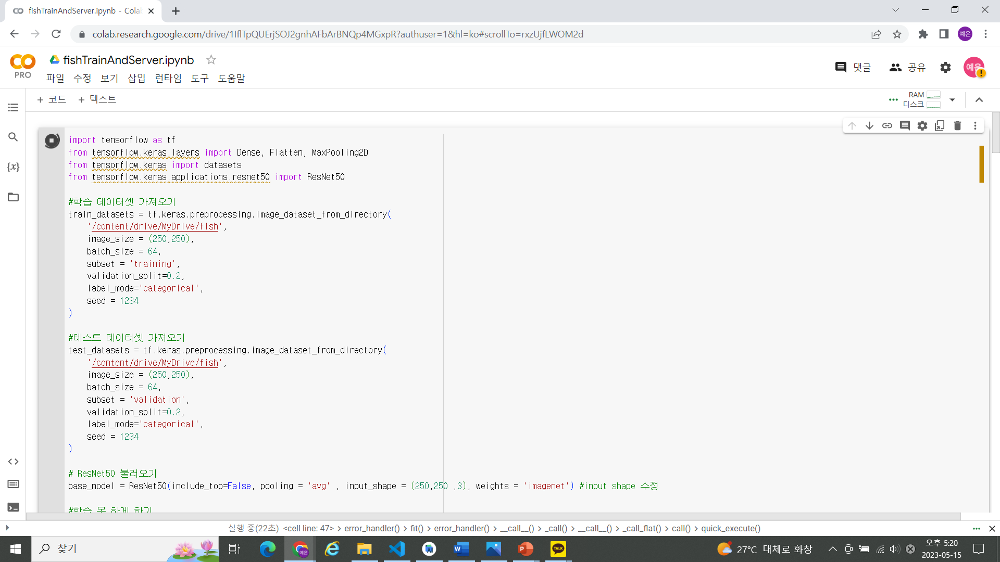 fishTrainAndServer.ipynb - Cola
colab.research.google.com/drive/1IflTpQUErjSOJ2gnhAFbArBNQp4MGxpR?authuser=1&hl=ko#scrollTo=rxzUjfLWOM2d
예은
CO
PRO
fishTrainAndServer.ipynb
파일 수정 보기 삽입 런타임 도구 도움말
댓글 공유
예은
+ 코드 + 텍스트
RAM
디스크
{x}
import tensorflow as tf
from tensorflow.keras.layers import Dense, Flatten, MaxPooling2D
from tensorflow.keras import datasets
from tensorflow.keras.applications.resnet50 import ResNet50
#학습 데이터셋 가져오기
train_datasets = tf.keras.preprocessing.image_dataset_from_directory(
'/content/drive/MyDrive/fish',
image_size = (250,250),
batch_size = 64,
subset = 'training',
validation_split=0.2,
label_mode='categorical',
seed = 1234
)
#테스트 데이터셋 가져오기
test_datasets = tf.keras.preprocessing.image_dataset_from_directory(
'/content/drive/MyDrive/fish',
image_size = (250,250),
batch_size = 64,
subset = 'validation',
validation_split=0.2,
label_mode='categorical',
seed = 1234
)
# ResNet50 불러오기
base_model = ResNet50(include_top=False, pooling = 'avg' , input_shape = (250,250 ,3), weights = 'imagenet') #input shape 수정
#학습 못 하게 하기
실행 중(22초) <cell line: 47> > error_handler() > fit() > error_handler() > __call__() > _call() > __call__() > _call_flat() > call() > quick_execute()
찾기
예은
TALK
27°C 대체로 화창
오후 5:20
2023-05-15